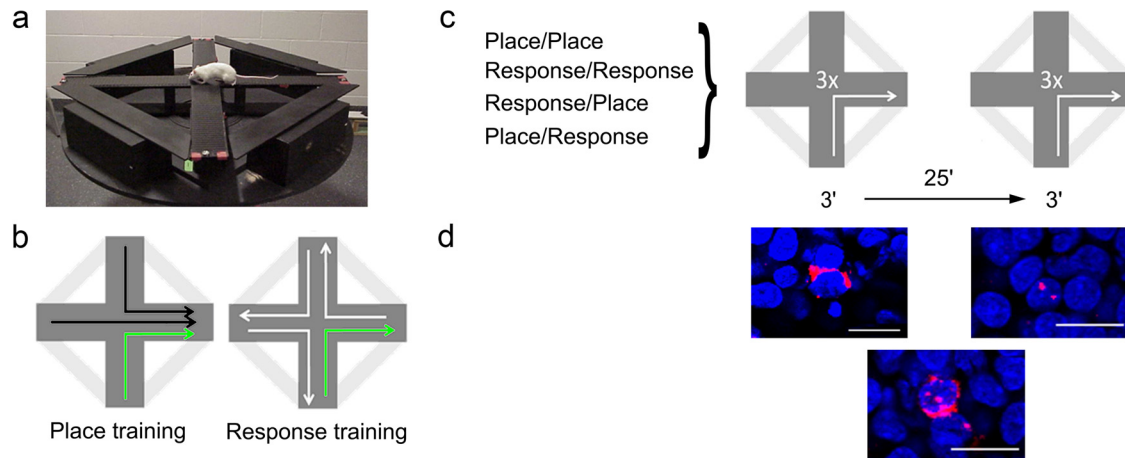 a
b
Place training
Response training
c
Place/Place
Response/Response
Response/Place
Place/Response
3x
3x
25'
3'
3'
d